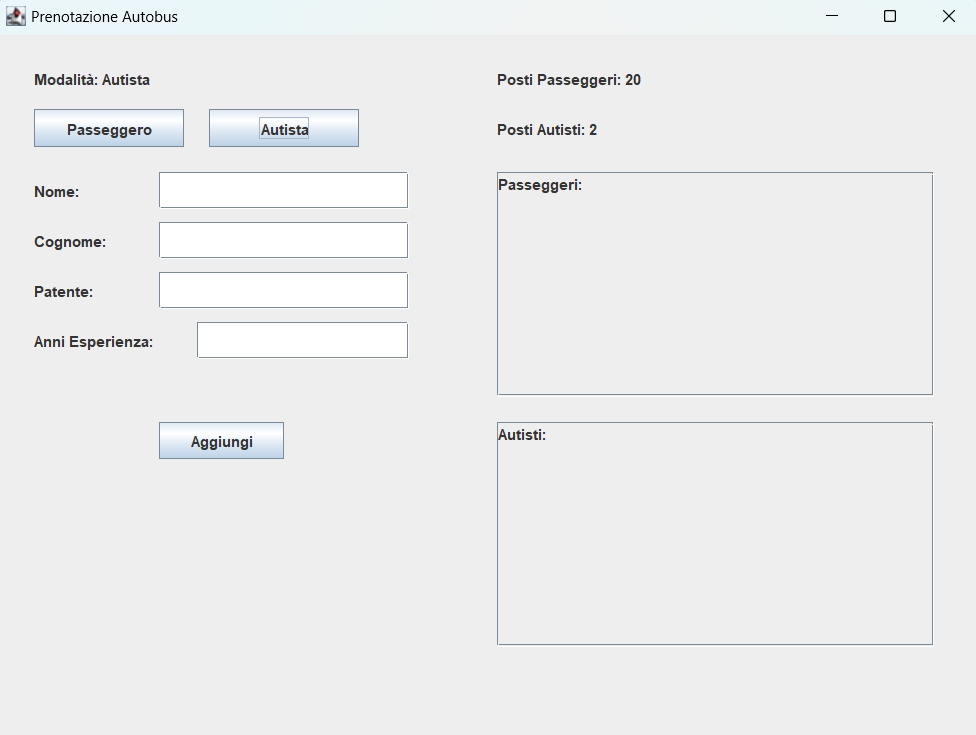 Prenotazione Autobus
Modalità: Autista
Passeggero
Autista
Nome:
Cognome:
Patente:
Anni Esperienza:
Aggiungi
Posti Passeggeri: 20
Posti Autisti: 2
Passeggeri:
Autisti: